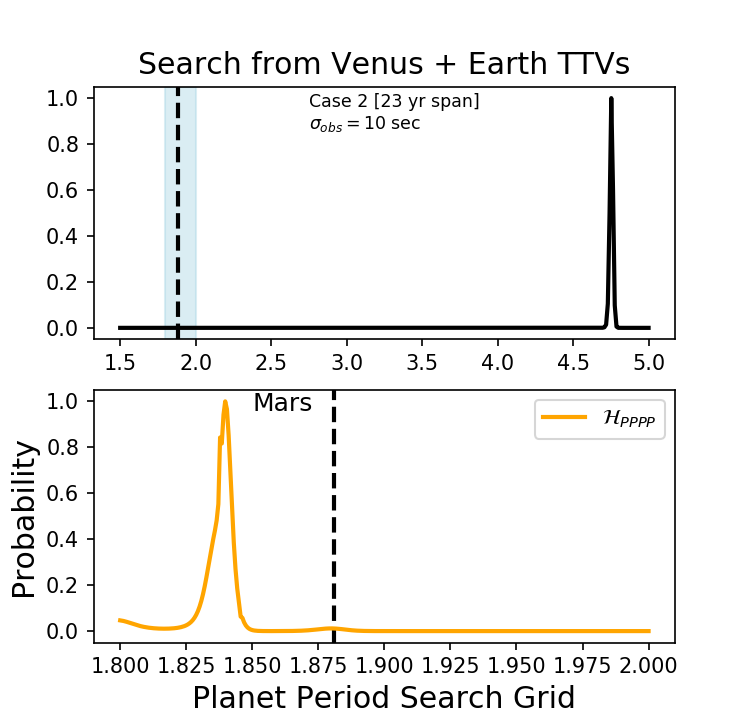 Search from Venus + Earth TTVs
Case 2 [23 yr span]
σ_obs = 10 sec
1.0
0.8
0.6
0.4
0.2
0.0
1.5 2.0 2.5 3.0 3.5 4.0 4.5 5.0
Mars
ℋ_PPPP
1.0
0.8
0.6
0.4
0.2
0.0
Probability
1.800 1.825 1.850 1.875 1.900 1.925 1.950 1.975 2.000
Planet Period Search Grid